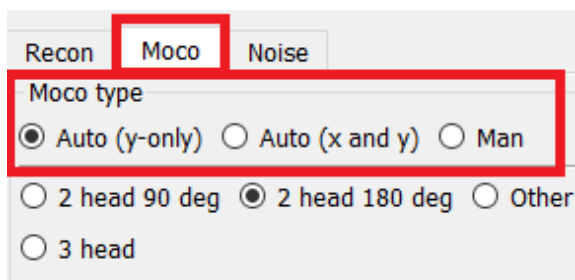 Recon Moco Noise
Moco type
Auto (y-only) Auto (x and y) Man
2 head 90 deg 2 head 180 deg Other
3 head